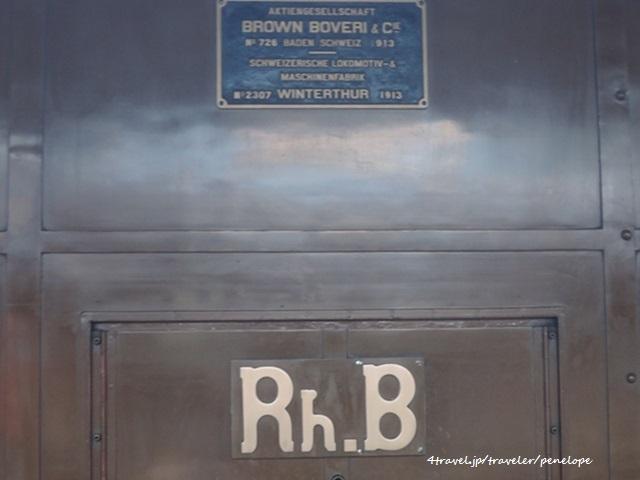 AKTIENGESELLSCHAFT
BROWN BOVERI & CIE
No 726 BADEN SCHWEIZ 1913
SCHWEIZERISCHE LOKOMOTIV-&
MASCHINENFABRIK
No 2307 WINTERTHUR 1913
Rh.B
4travel.jp/traveler/penelope